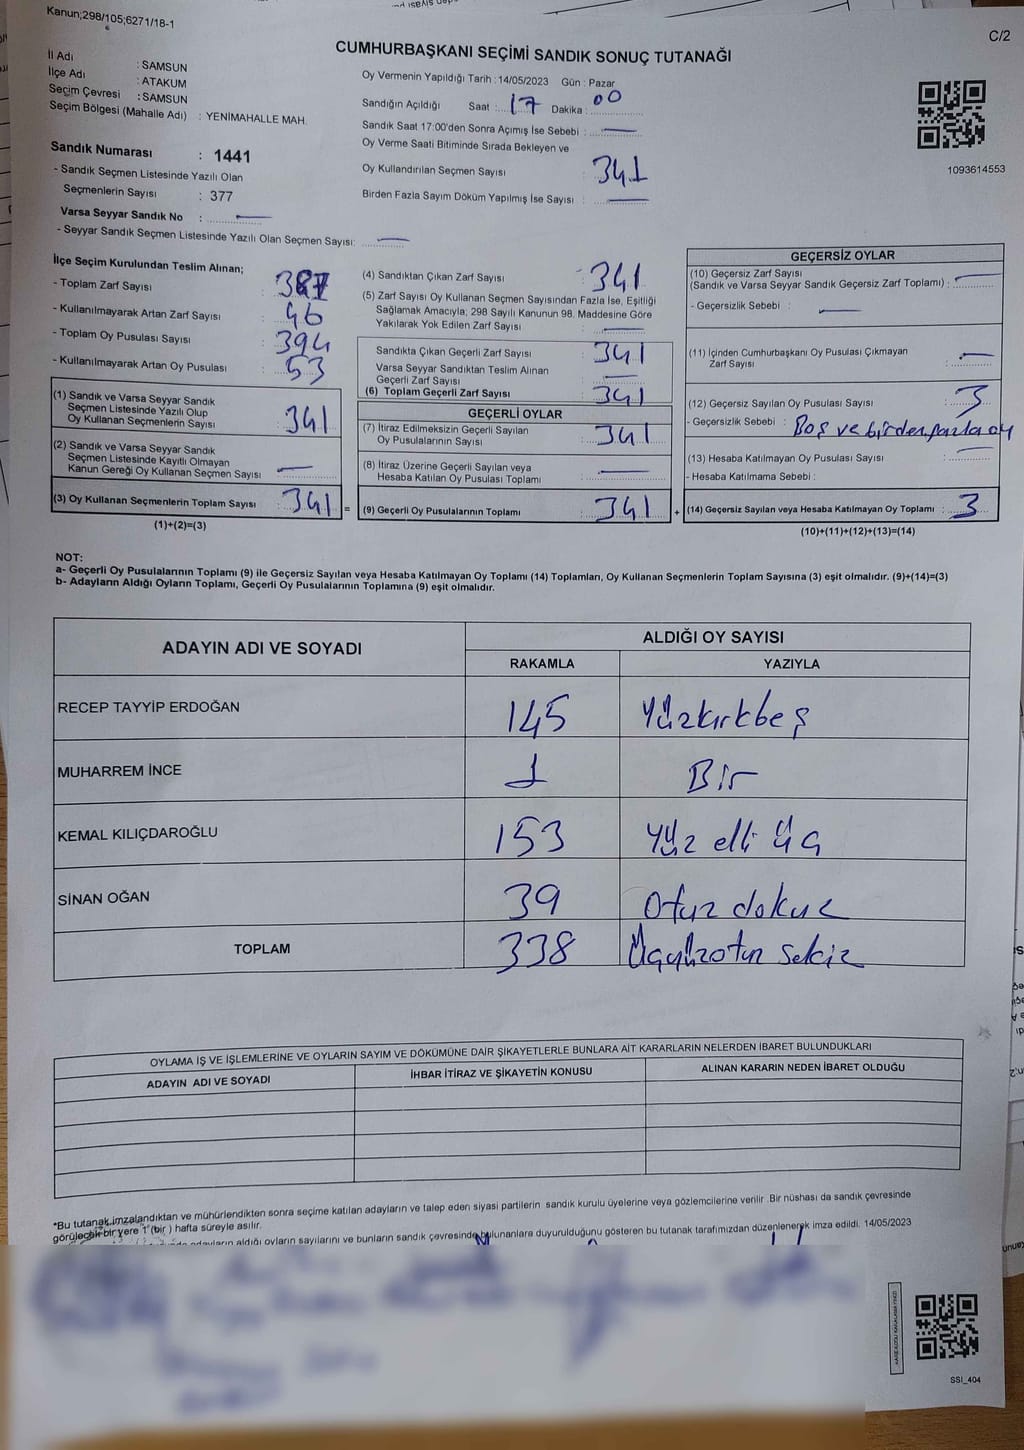 Kanun;298/105;6271/18-1
C/2
CUMHURBAŞKANI SEÇİMİ SANDIK SONUÇ TUTANAĞI
İl Adı : SAMSUN
İlçe Adı : ATAKUM
Seçim Çevresi : SAMSUN
Seçim Bölgesi (Mahalle Adı) : YENİMAHALLE MAH.
Sandık Numarası : 1441
- Sandık Seçmen Listesinde Yazılı Olan
Seçmenlerin Sayısı : 377
Varsa Seyyar Sandık No : —
- Seyyar Sandık Seçmen Listesinde Yazılı Olan Seçmen Sayısı: —
Oy Vermenin Yapıldığı Tarih : 14/05/2023 Gün : Pazar
Sandığın Açıldığı Saat : 17 Dakika : 00
Sandık Saat 17:00'den Sonra Açımış İse Sebebi : —
Oy Verme Saati Bitiminde Sırada Bekleyen ve
Oy Kullandırılan Seçmen Sayısı : 341
Birden Fazla Sayım Döküm Yapılmış İse Sayısı : —
1093614553
İlçe Seçim Kurulundan Teslim Alınan;
- Toplam Zarf Sayısı : 387
- Kullanılmayarak Artan Zarf Sayısı : 46
- Toplam Oy Pusulası Sayısı : 394
- Kullanılmayarak Artan Oy Pusulası : 53
(1) Sandık ve Varsa Seyyar Sandık
Seçmen Listesinde Yazılı Olup
Oy Kullanan Seçmenlerin Sayısı : 341
(2) Sandık ve Varsa Seyyar Sandık
Seçmen Listesinde Kayıtlı Olmayan
Kanun Gereği Oy Kullanan Seçmen Sayısı : —
(3) Oy Kullanan Seçmenlerin Toplam Sayısı : 341 =
(1)+(2)=(3)
(4) Sandıktan Çıkan Zarf Sayısı : 341
(5) Zarf Sayısı Oy Kullanan Seçmen Sayısından Fazla İse, Eşitliği
Sağlamak Amacıyla; 298 Sayılı Kanunun 98. Maddesine Göre
Yakılarak Yok Edilen Zarf Sayısı : —
Sandıkta Çıkan Geçerli Zarf Sayısı : 341
Varsa Seyyar Sandıktan Teslim Alınan
Geçerli Zarf Sayısı : —
(6) Toplam Geçerli Zarf Sayısı : 341
GEÇERLİ OYLAR
(7) İtiraz Edilmeksizin Geçerli Sayılan
Oy Pusulalarının Sayısı : 341
(8) İtiraz Üzerine Geçerli Sayılan veya
Hesaba Katılan Oy Pusulası Toplamı : —
(9) Geçerli Oy Pusulalarının Toplamı : 341 +
GEÇERSİZ OYLAR
(10) Geçersiz Zarf Sayısı
(Sandık ve Varsa Seyyar Sandık Geçersiz Zarf Toplamı) : —
- Geçersizlik Sebebi : —
(11) İçinden Cumhurbaşkanı Oy Pusulası Çıkmayan
Zarf Sayısı : —
(12) Geçersiz Sayılan Oy Pusulası Sayısı : 3
- Geçersizlik Sebebi : Boş ve birden fazla oy
(13) Hesaba Katılmayan Oy Pusulası Sayısı : —
- Hesaba Katılmama Sebebi :
(14) Geçersiz Sayılan veya Hesaba Katılmayan Oy Toplamı : 3
(10)+(11)+(12)+(13)=(14)
NOT:
a- Geçerli Oy Pusulalarının Toplamı (9) ile Geçersiz Sayılan veya Hesaba Katılmayan Oy Toplamı (14) Toplamları, Oy Kullanan Seçmenlerin Toplam Sayısına (3) eşit olmalıdır. (9)+(14)=(3)
b- Adayların Aldığı Oyların Toplamı, Geçerli Oy Pusulalarının Toplamına (9) eşit olmalıdır.
ADAYIN ADI VE SOYADI ALDIĞI OY SAYISI
RAKAMLA YAZIYLA
RECEP TAYYİP ERDOĞAN 145 Yüzkırkbeş
MUHARREM İNCE 1 Bir
KEMAL KILIÇDAROĞLU 153 Yüz elli üç
SİNAN OĞAN 39 Otuz dokuz
TOPLAM 338 Üçyüzotuz sekiz
OYLAMA İŞ VE İŞLEMLERİNE VE OYLARIN SAYIM VE DÖKÜMÜNE DAİR ŞİKAYETLERLE BUNLARA AİT KARARLARIN NELERDEN İBARET BULUNDUKLARI
ADAYIN ADI VE SOYADI İHBAR İTİRAZ VE ŞİKAYETİN KONUSU ALINAN KARARIN NEDEN İBARET OLDUĞU
*Bu tutanak imzalandıktan ve mühürlendikten sonra seçime katılan adayların ve talep eden siyasi partilerin sandık kurulu üyelerine veya gözlemcilerine verilir .Bir nüshası da sandık çevresinde
görülecek bir yere 1 (bir ) hafta süreyle asılır.
adayların aldığı oyların sayılarını ve bunların sandık çevresinde bulunanlara duyurulduğunu gösteren bu tutanak tarafımızdan düzenlenerek imza edildi. 14/05/2023
SSI_404